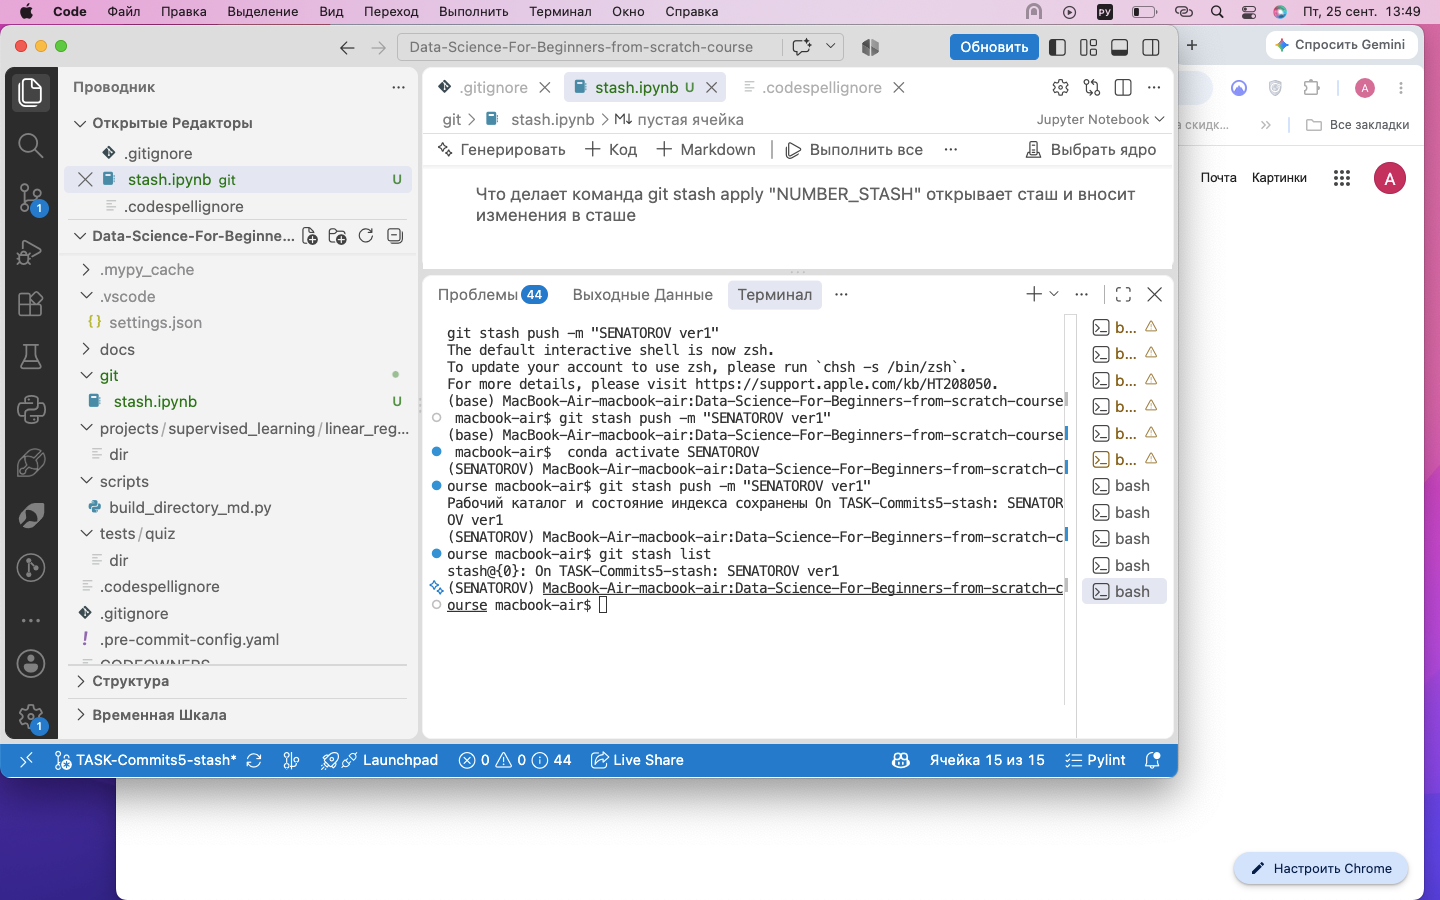 Code Файл Правка Выделение Вид Переход Выполнить Терминал Окно Справка РУ Пт, 25 сент. 13:49
Data-Science-For-Beginners-from-scratch-course Обновить
Спросить Gemini
Проводник
.gitignore stash.ipynb U .codespellignore
А
а скидк... Все закладки
Открытые Редакторы
git stash.ipynb пустая ячейка Jupyter Notebook
.gitignore
Генерировать Код Markdown Выполнить все Выбрать ядро
stash.ipynb git U
.codespellignore
Почта Картинки А
Что делает команда git stash apply "NUMBER_STASH" открывает сташ и вносит
изменения в сташе
Data-Science-For-Beginne...
.mypy_cache
.vscode
settings.json
docs
git
stash.ipynb U
projects/supervised_learning/linear_reg...
dir
scripts
build_directory_md.py
tests/quiz
dir
.codespellignore
.gitignore
.pre-commit-config.yaml
CODEOWNERS
Структура
Временная Шкала
1
1
Проблемы 44 Выходные Данные Терминал
git stash push -m "SENATOROV ver1"
The default interactive shell is now zsh.
To update your account to use zsh, please run `chsh -s /bin/zsh`.
For more details, please visit https://support.apple.com/kb/HT208050.
(base) MacBook-Air-macbook-air:Data-Science-For-Beginners-from-scratch-course
macbook-air$ git stash push -m "SENATOROV ver1"
(base) MacBook-Air-macbook-air:Data-Science-For-Beginners-from-scratch-course
macbook-air$ conda activate SENATOROV
(SENATOROV) MacBook-Air-macbook-air:Data-Science-For-Beginners-from-scratch-c
ourse macbook-air$ git stash push -m "SENATOROV ver1"
Рабочий каталог и состояние индекса сохранены On TASK-Commits5-stash: SENATOR
OV ver1
(SENATOROV) MacBook-Air-macbook-air:Data-Science-For-Beginners-from-scratch-c
ourse macbook-air$ git stash list
stash@{0}: On TASK-Commits5-stash: SENATOROV ver1
(SENATOROV) MacBook-Air-macbook-air:Data-Science-For-Beginners-from-scratch-c
ourse macbook-air$
b...
b...
b...
b...
b...
b...
bash
bash
bash
bash
bash
TASK-Commits5-stash* Launchpad 0 0 44 Live Share Ячейка 15 из 15 Pylint
Настроить Chrome